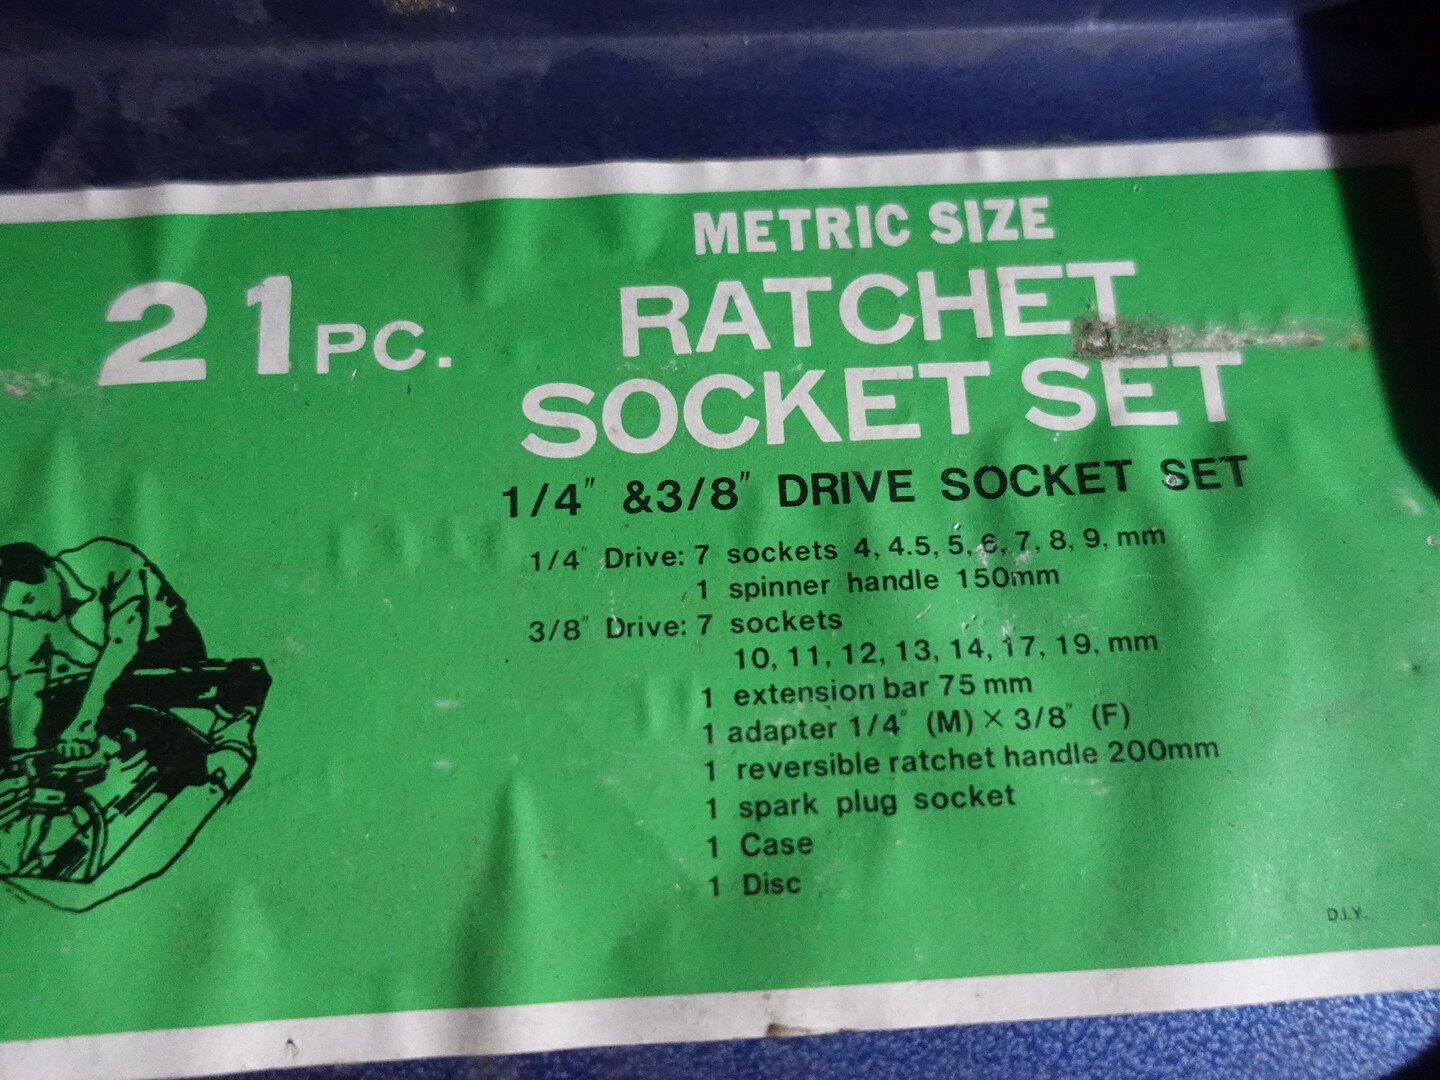 METRIC SIZE
21 PC.
RATCHET
SOCKET SET
1/4" &3/8" DRIVE SOCKET SET
1/4" Drive: 7 sockets 4, 4.5, 5, 6, 7, 8, 9, mm
1 spinner handle 150mm
3/8" Drive: 7 sockets
10, 11, 12, 13, 14, 17, 19, mm
1 extension bar 75 mm
1 adapter 1/4" (M) × 3/8" (F)
1 reversible ratchet handle 200mm
1 spark plug socket
1 Case
1 Disc
D.I.Y.